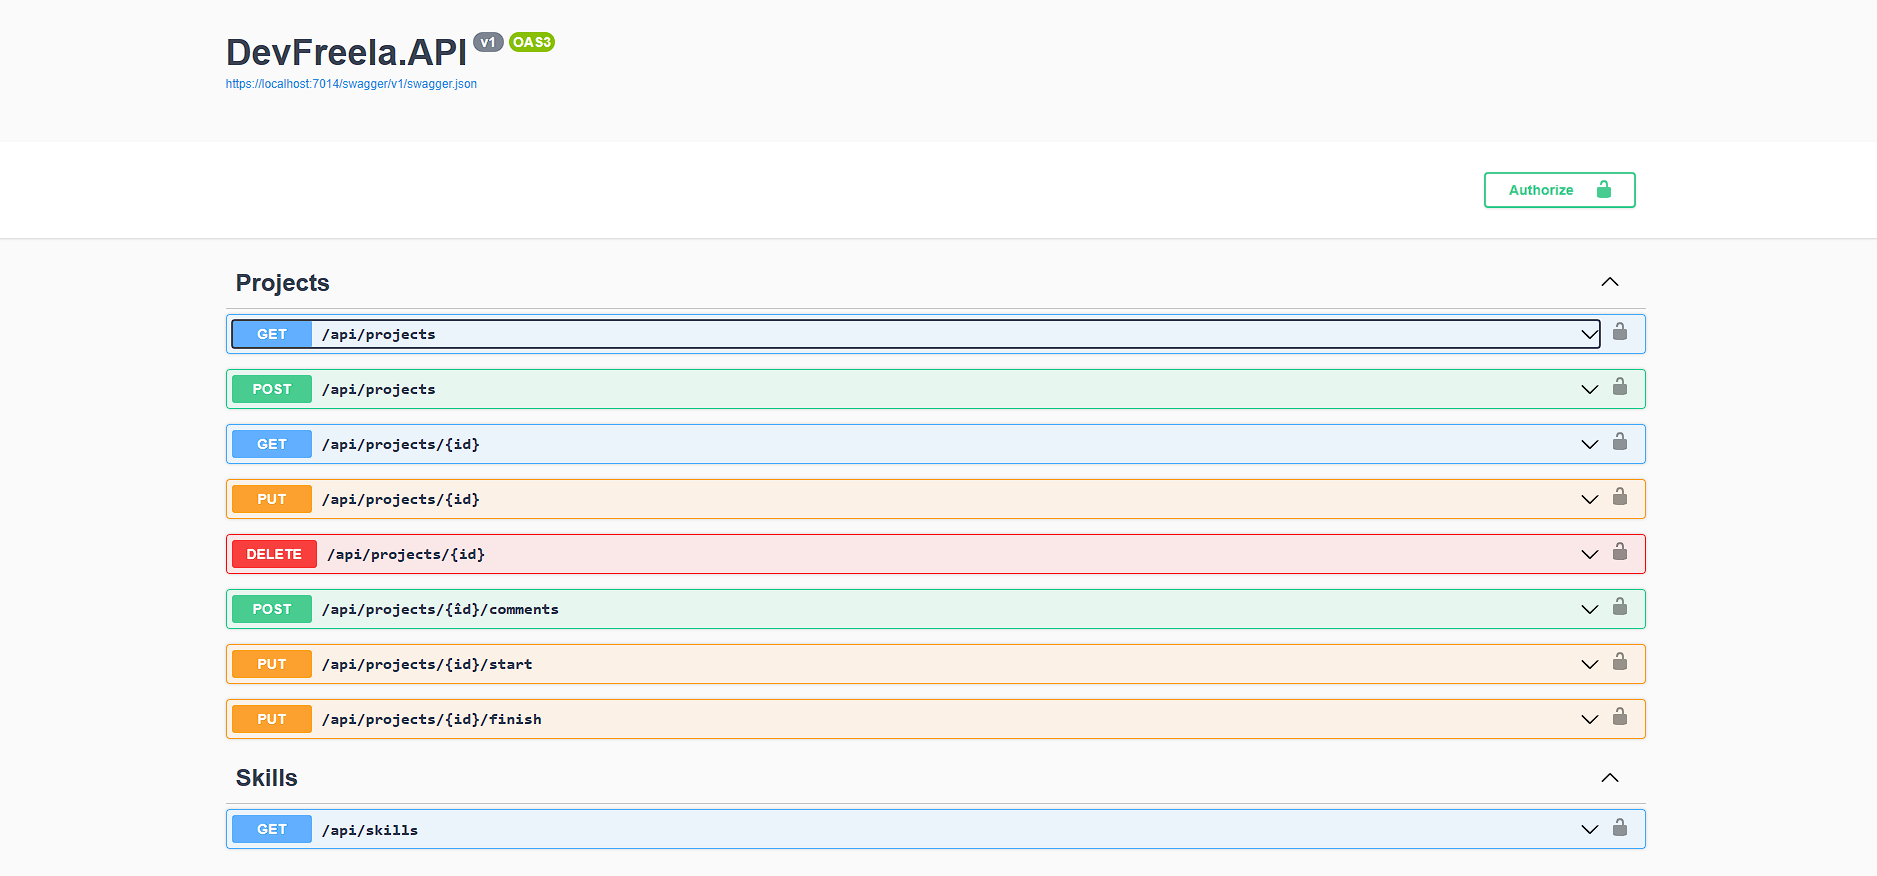 DevFreela.API v1 OAS3
https://localhost:7014/swagger/v1/swagger.json
Authorize
Projects
GET /api/projects
POST /api/projects
GET /api/projects/{id}
PUT /api/projects/{id}
DELETE /api/projects/{id}
POST /api/projects/{id}/comments
PUT /api/projects/{id}/start
PUT /api/projects/{id}/finish
Skills
GET /api/skills